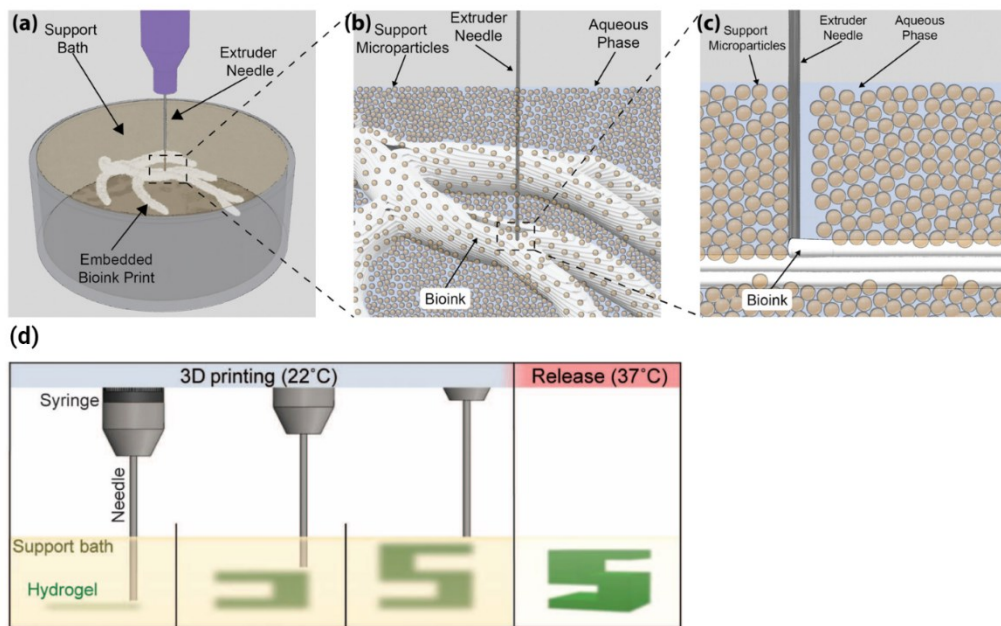 (a)
Support
Bath
Extruder
Needle
Embedded
Bioink Print
(b)
Support
Microparticles
Extruder
Needle
Aqueous
Phase
Bioink
(c)
Support
Microparticles
Extruder
Needle
Aqueous
Phase
Bioink
(d)
3D printing (22˚C)
Release (37˚C)
Syringe
Needle
Support bath
Hydrogel